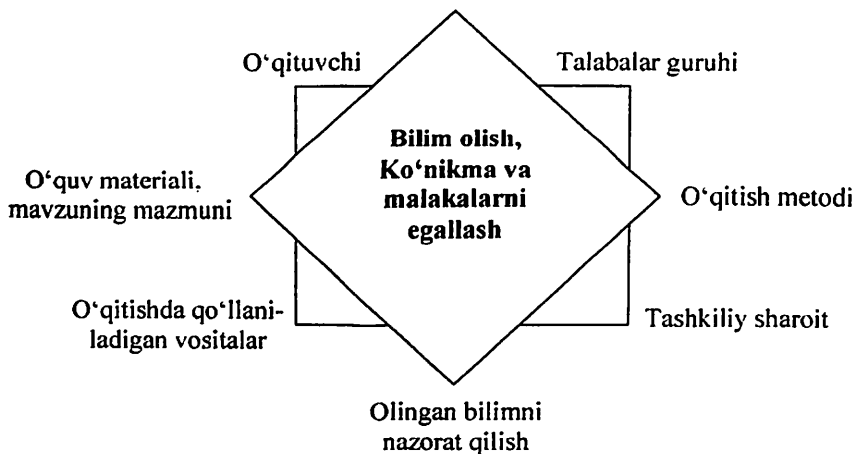 O‘qituvchi
Talabalar guruhi
Bilim olish,
Ko‘nikma va
malakalarni
egallash
O‘quv materiali,
mavzuning mazmuni
O‘qitish metodi
O‘qitishda qo‘llani-
ladigan vositalar
Tashkiliy sharoit
Olingan bilimni
nazorat qilish